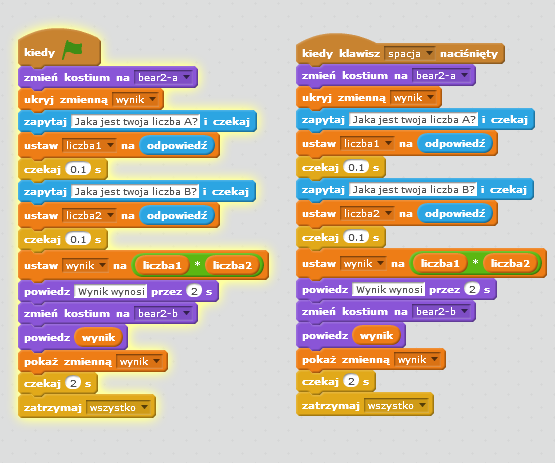 kiedy
zmień kostium na bear2-a
ukryj zmienną wynik
zapytaj Jaka jest twoja liczba A? i czekaj
ustaw liczba1 na odpowiedź
czekaj 0.1 s
zapytaj Jaka jest twoja liczba B? i czekaj
ustaw liczba2 na odpowiedź
czekaj 0.1 s
ustaw wynik na liczba1 * liczba2
powiedz Wynik wynosi przez 2 s
zmień kostium na bear2-b
powiedz wynik
pokaż zmienną wynik
czekaj 2 s
zatrzymaj wszystko
kiedy klawisz spacja naciśnięty
zmień kostium na bear2-a
ukryj zmienną wynik
zapytaj Jaka jest twoja liczba A? i czekaj
ustaw liczba1 na odpowiedź
czekaj 0.1 s
zapytaj Jaka jest twoja liczba B? i czekaj
ustaw liczba2 na odpowiedź
czekaj 0.1 s
ustaw wynik na liczba1 * liczba2
powiedz Wynik wynosi przez 2 s
zmień kostium na bear2-b
powiedz wynik
pokaż zmienną wynik
czekaj 2 s
zatrzymaj wszystko